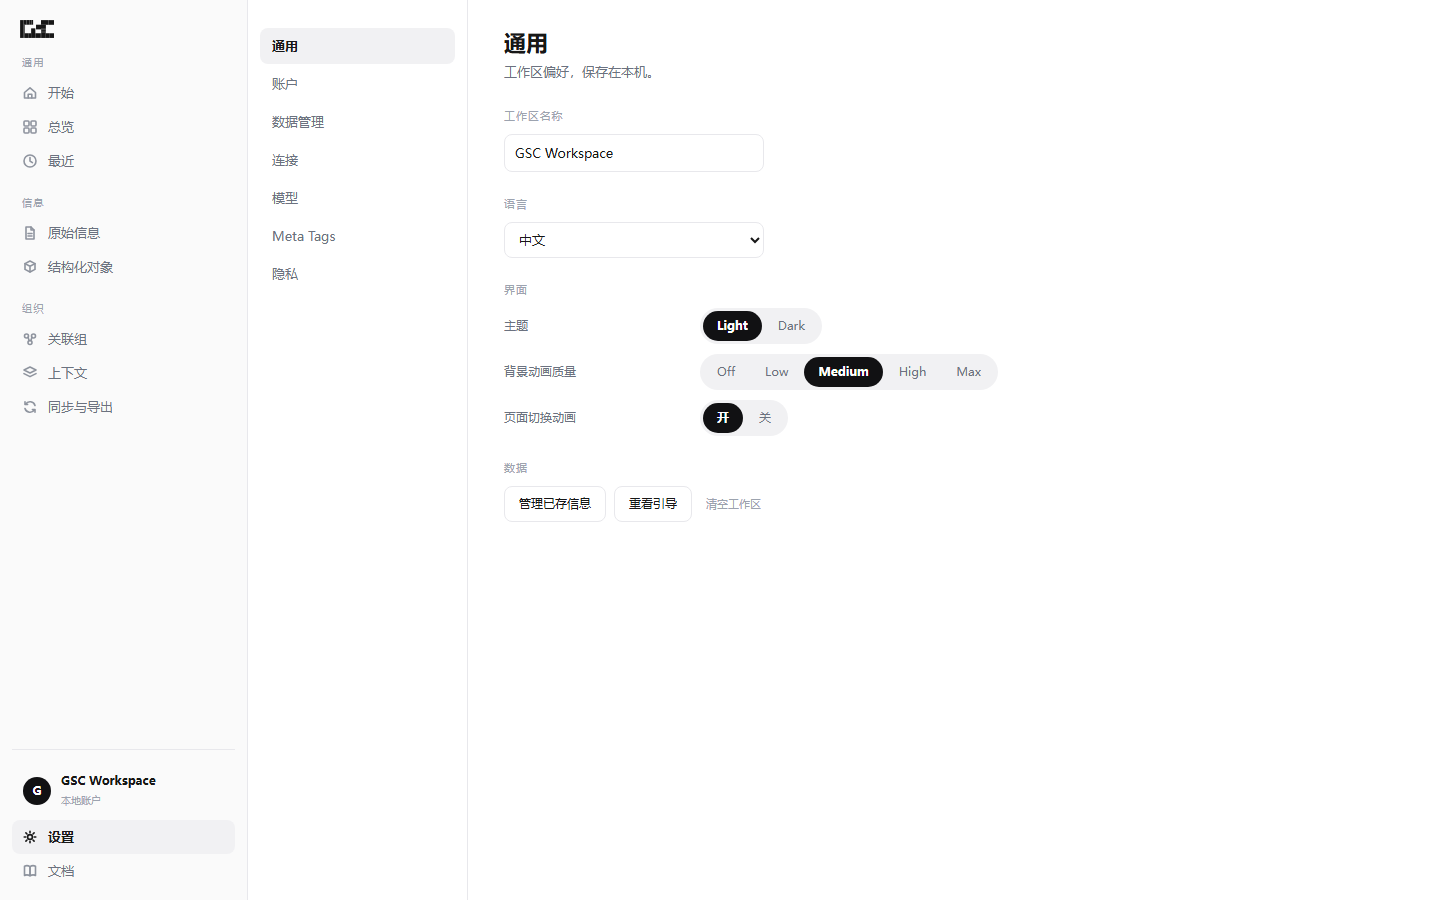 GSC
通用
开始
总览
最近
信息
原始信息
结构化对象
组织
关联组
上下文
同步与导出
G
GSC Workspace
本地账户
设置
文档
通用
账户
数据管理
连接
模型
Meta Tags
隐私
通用
工作区偏好，保存在本机。
工作区名称
GSC Workspace
语言
中文
界面
主题 Light Dark
背景动画质量 Off Low Medium High Max
页面切换动画 开 关
数据
管理已存信息 重看引导 清空工作区